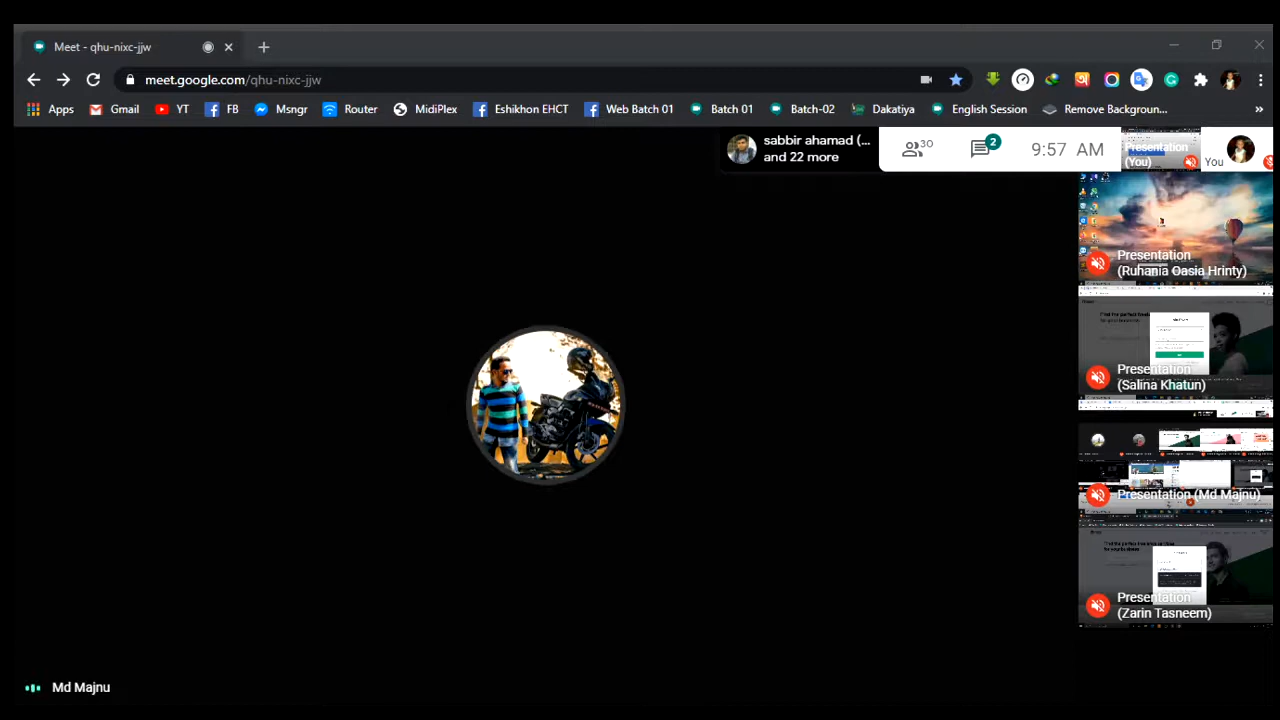 Meet - qhu-nixc-jjw
meet.google.com/qhu-nixc-jjw
Apps Gmail YT FB Msngr Router MidiPlex Eshikhon EHCT Web Batch 01 Batch 01 Batch-02 Dakatiya English Session Remove Backgroun... »
sabbir ahamad (...
and 22 more
30
2
9:57 AM
Presentation
(You)
You
Presentation
(Ruhania Oasia Hrinty)
Presentation
(Salina Khatun)
Presentation (Md Majnu)
Presentation
(Zarin Tasneem)
Md Majnu